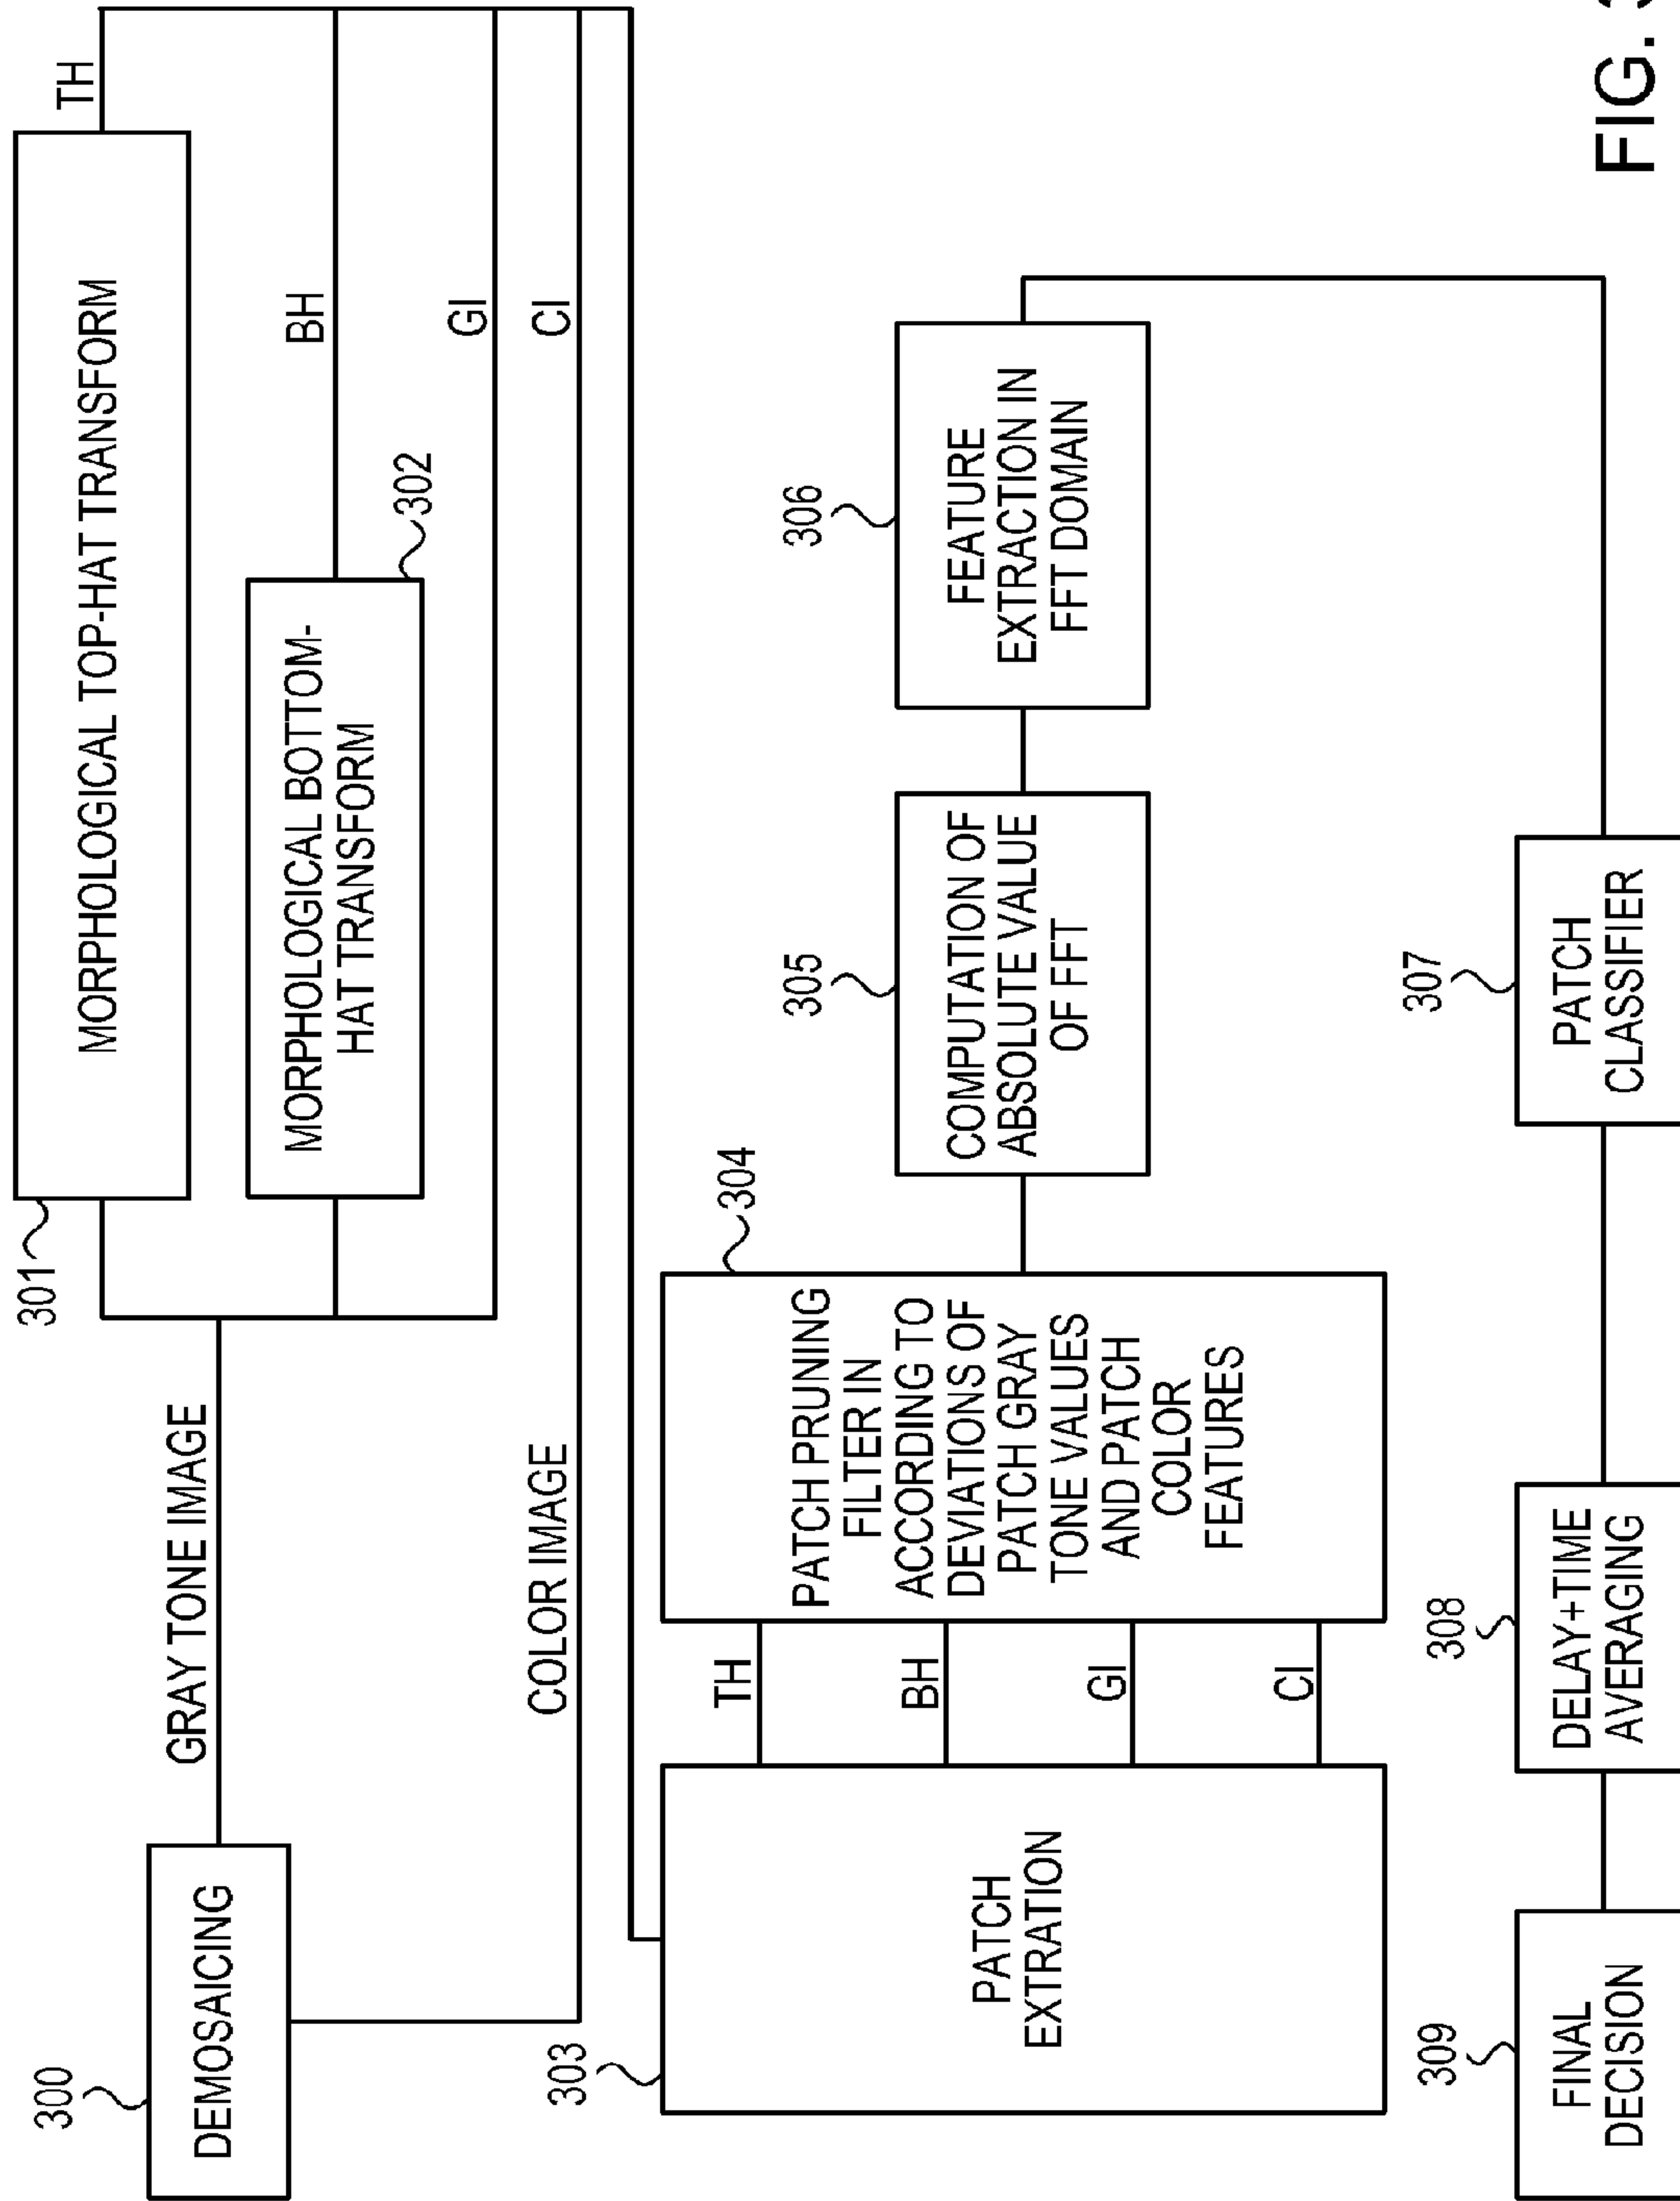 300
DEMOSAICING
GRAY TONE IMAGE
COLOR IMAGE
301
MORPHOLOGICAL TOP-HAT TRANSFORM
TH
MORPHOLOGICAL BOTTOM-
HAT TRANSFORM
302
BH
GI
CI
303
PATCH
EXTRATION
TH
BH
GI
CI
304
PATCH PRUNING
FILTER IN
ACCORDING TO
DEVIATIONS OF
PATCH GRAY
TONE VALUES
AND PATCH
COLOR
FEATURES
305
COMPUTATION OF
ABSOLUTE VALUE
OF FFT
306
FEATURE
EXTRACTION IN
FFT DOMAIN
309
FINAL
DECISION
308
DELAY+TIME
AVERAGING
307
PATCH
CLASSIFIER
FIG.